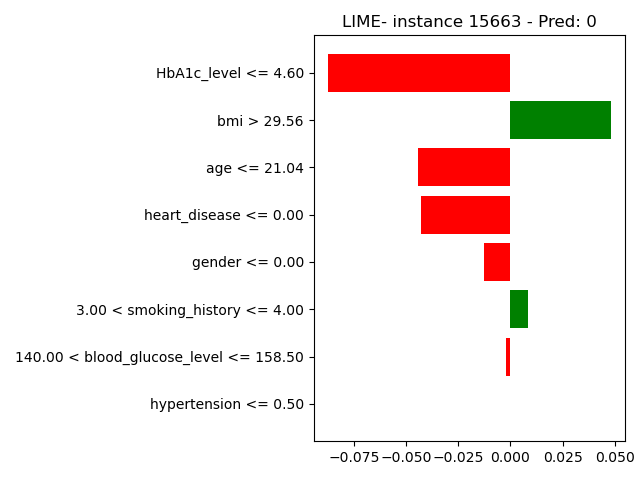 LIME- instance 15663 - Pred: 0
HbA1c_level <= 4.60
bmi > 29.56
age <= 21.04
heart_disease <= 0.00
gender <= 0.00
3.00 < smoking_history <= 4.00
140.00 < blood_glucose_level <= 158.50
hypertension <= 0.50
−0.075 −0.050 −0.025 0.000 0.025 0.050